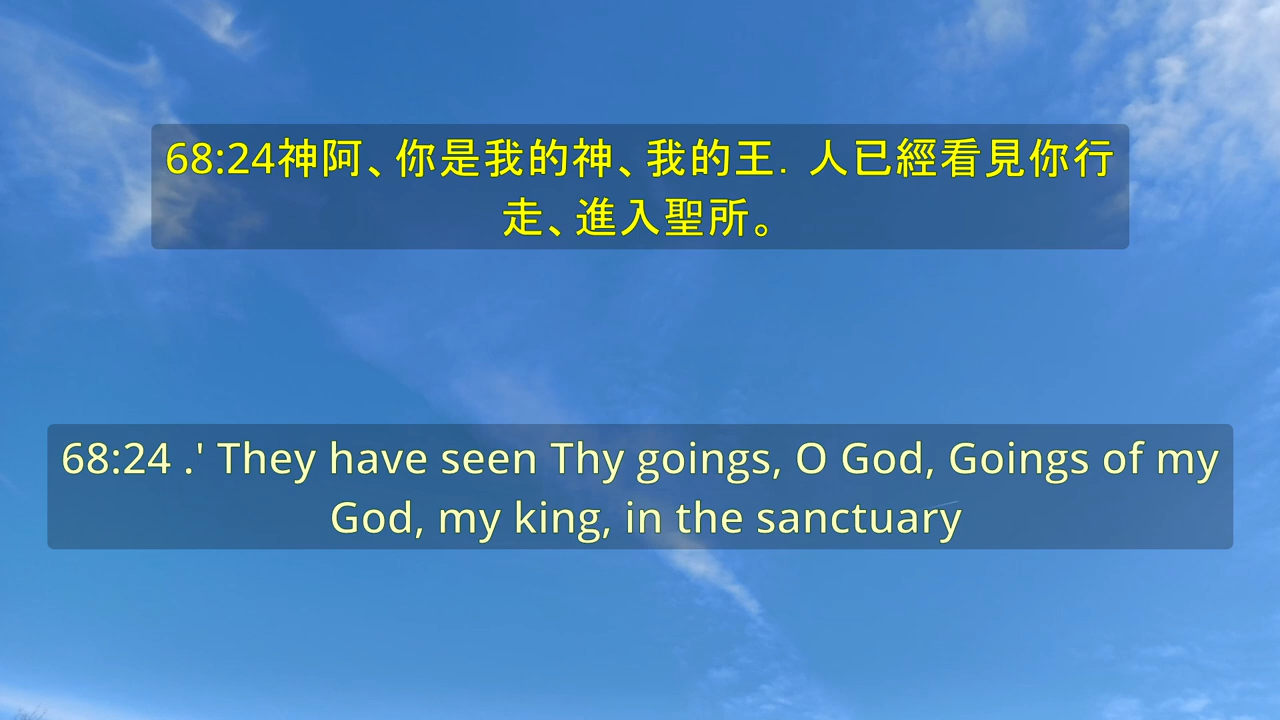 68:24神阿、你是我的神、我的王．人已經看見你行
走、進入聖所。
68:24 .' They have seen Thy goings, O God, Goings of my
God, my king, in the sanctuary